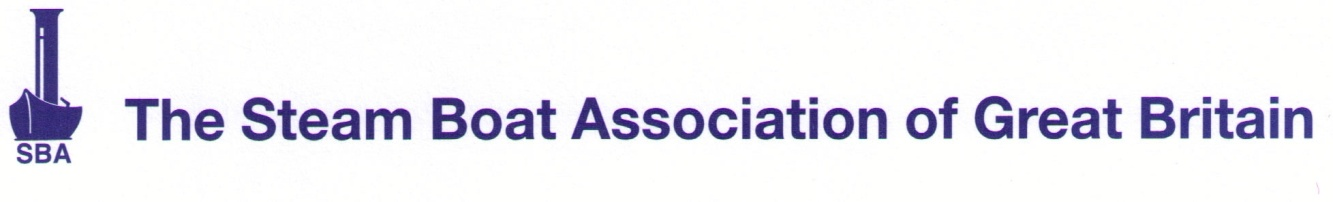 The Steam Boat Association of Great Britain
SBA